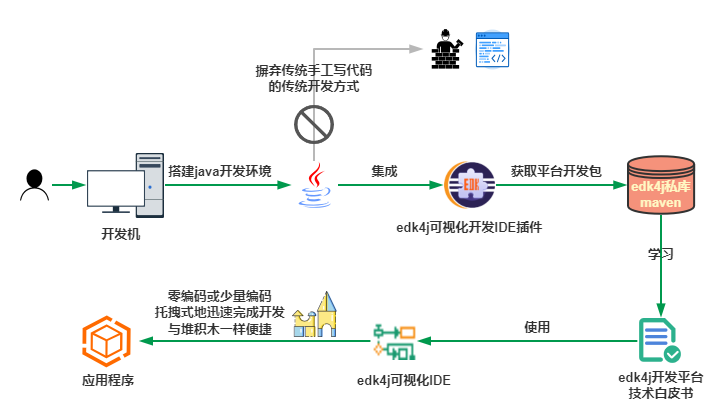 摒弃传统手工写代码
的传统开发方式
搭建java开发环境
集成
获取平台开发包
EDK
edk4j私库
maven
开发机
edk4j可视化开发IDE插件
学习
零编码或少量编码
托拽式地迅速完成开发
与堆积木一样便捷
使用
应用程序
edk4j可视化IDE
edk4j开发平台
技术白皮书